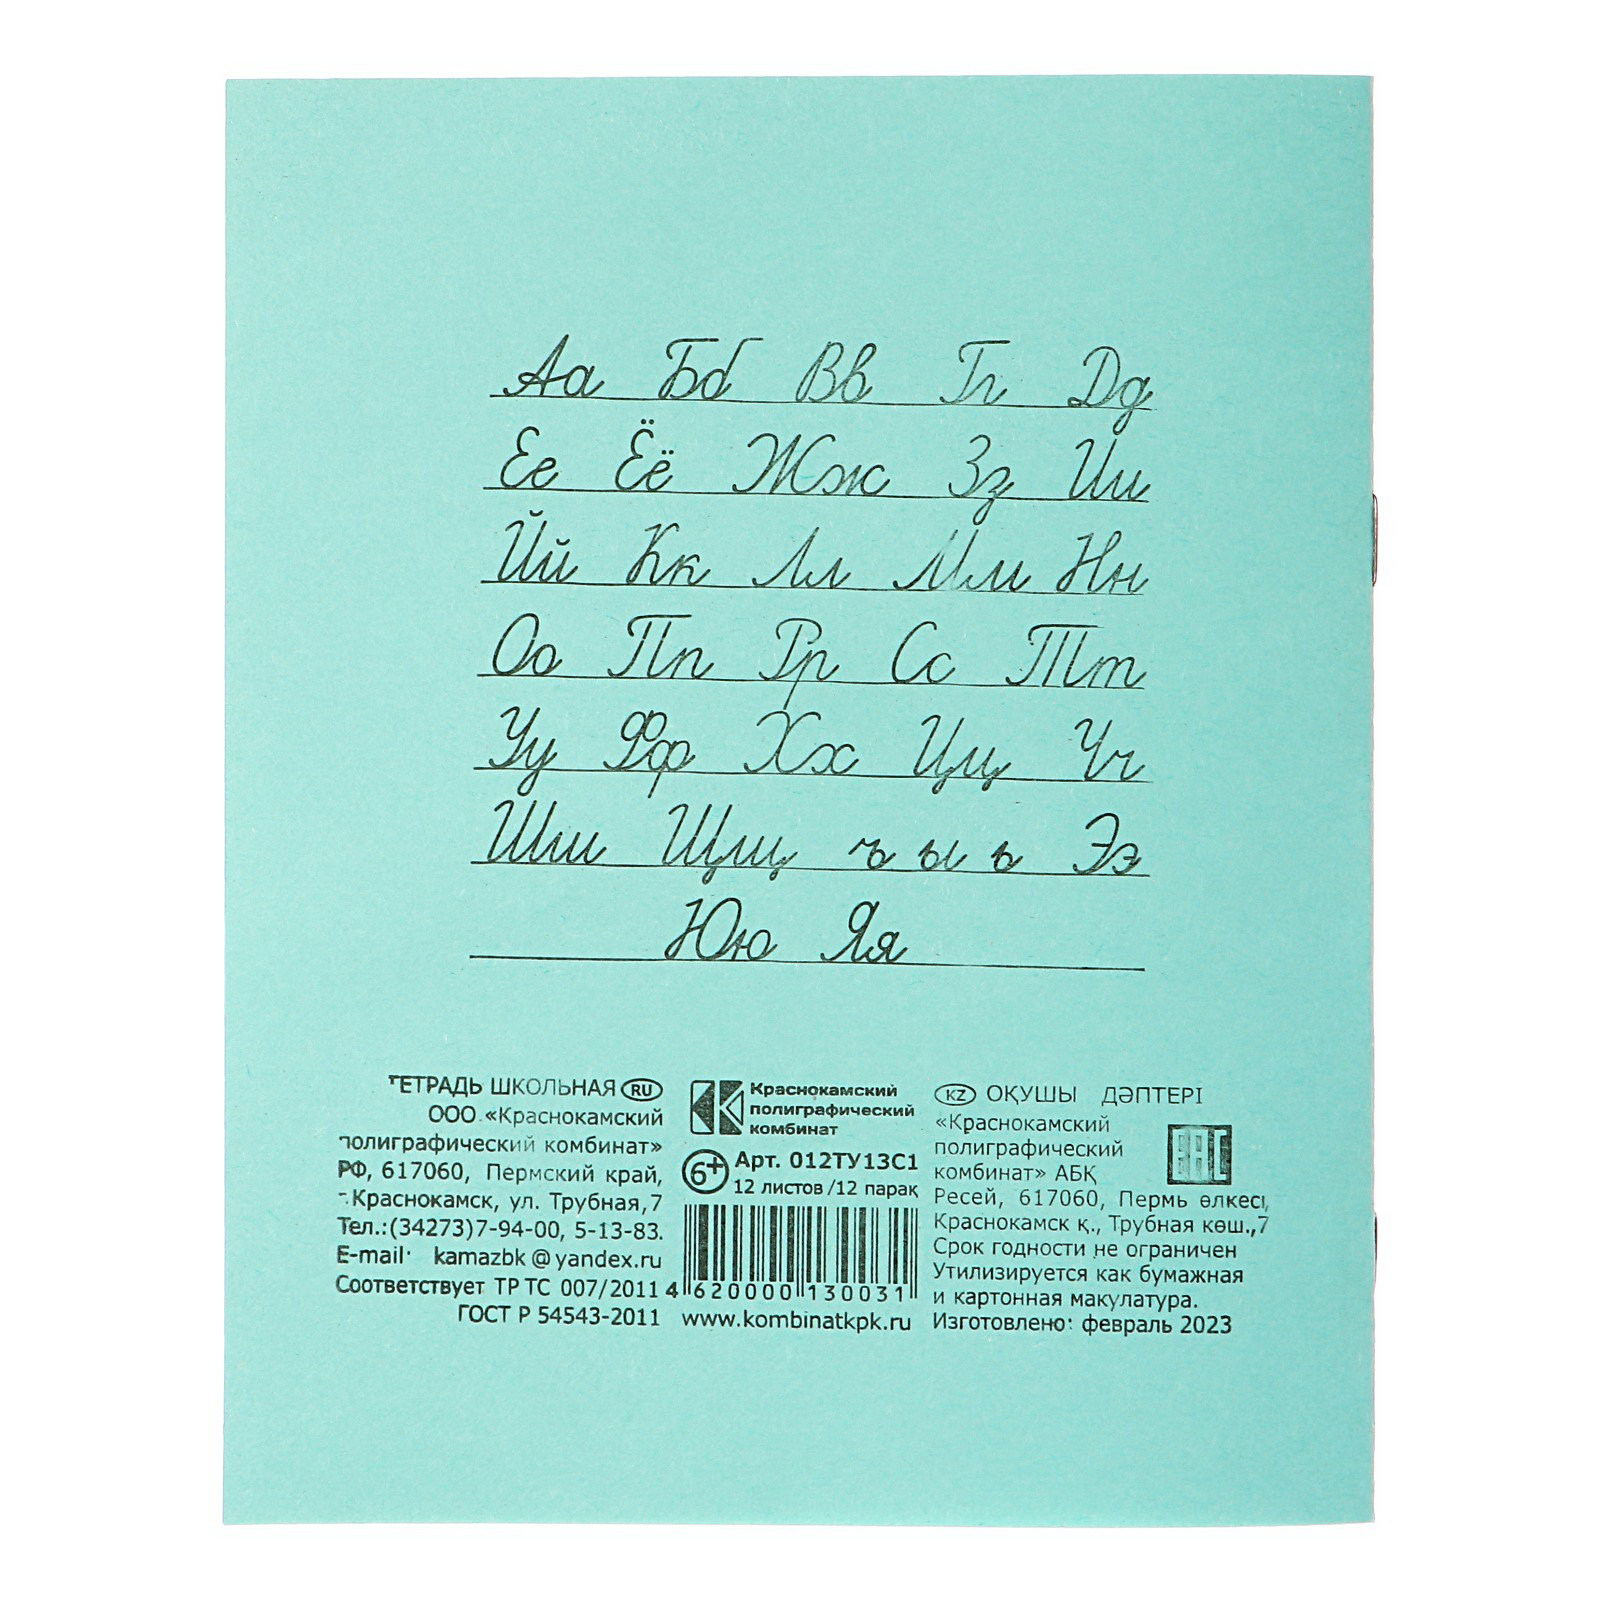 Аа Бб Вв Гг Дд
Ее Ёё Жж Зз Ии
Йй Кк Лл Мм Нн
Оо Пп Рр Сс Тт
Уу Фф Хх Цц Чч
Шш Щщ ъ ы ь Ээ
Юю Яя
ТЕТРАДЬ ШКОЛЬНАЯ RU
ООО «Краснокамский
полиграфический комбинат»
РФ, 617060, Пермский край,
г.Краснокамск, ул. Трубная,7
Тел.:(34273)7-94-00, 5-13-83.
E-mail: kamazbk@yandex.ru
Соответствует ТР ТС 007/2011
ГОСТ Р 54543-2011
Краснокамский
полиграфический
комбинат
6+ Арт. 012ТУ13С1
12 листов/12 парақ
4 620000 130031
www.kombinatkpk.ru
KZ ОҚУШЫ ДӘПТЕРІ
«Краснокамский
полиграфический
комбинат» АБҚ
EAC
Ресей, 617060, Пермь өлкесі,
Краснокамск қ., Трубная көш.,7
Срок годности не ограничен
Утилизируется как бумажная
и картонная макулатура.
Изготовлено: февраль 2023